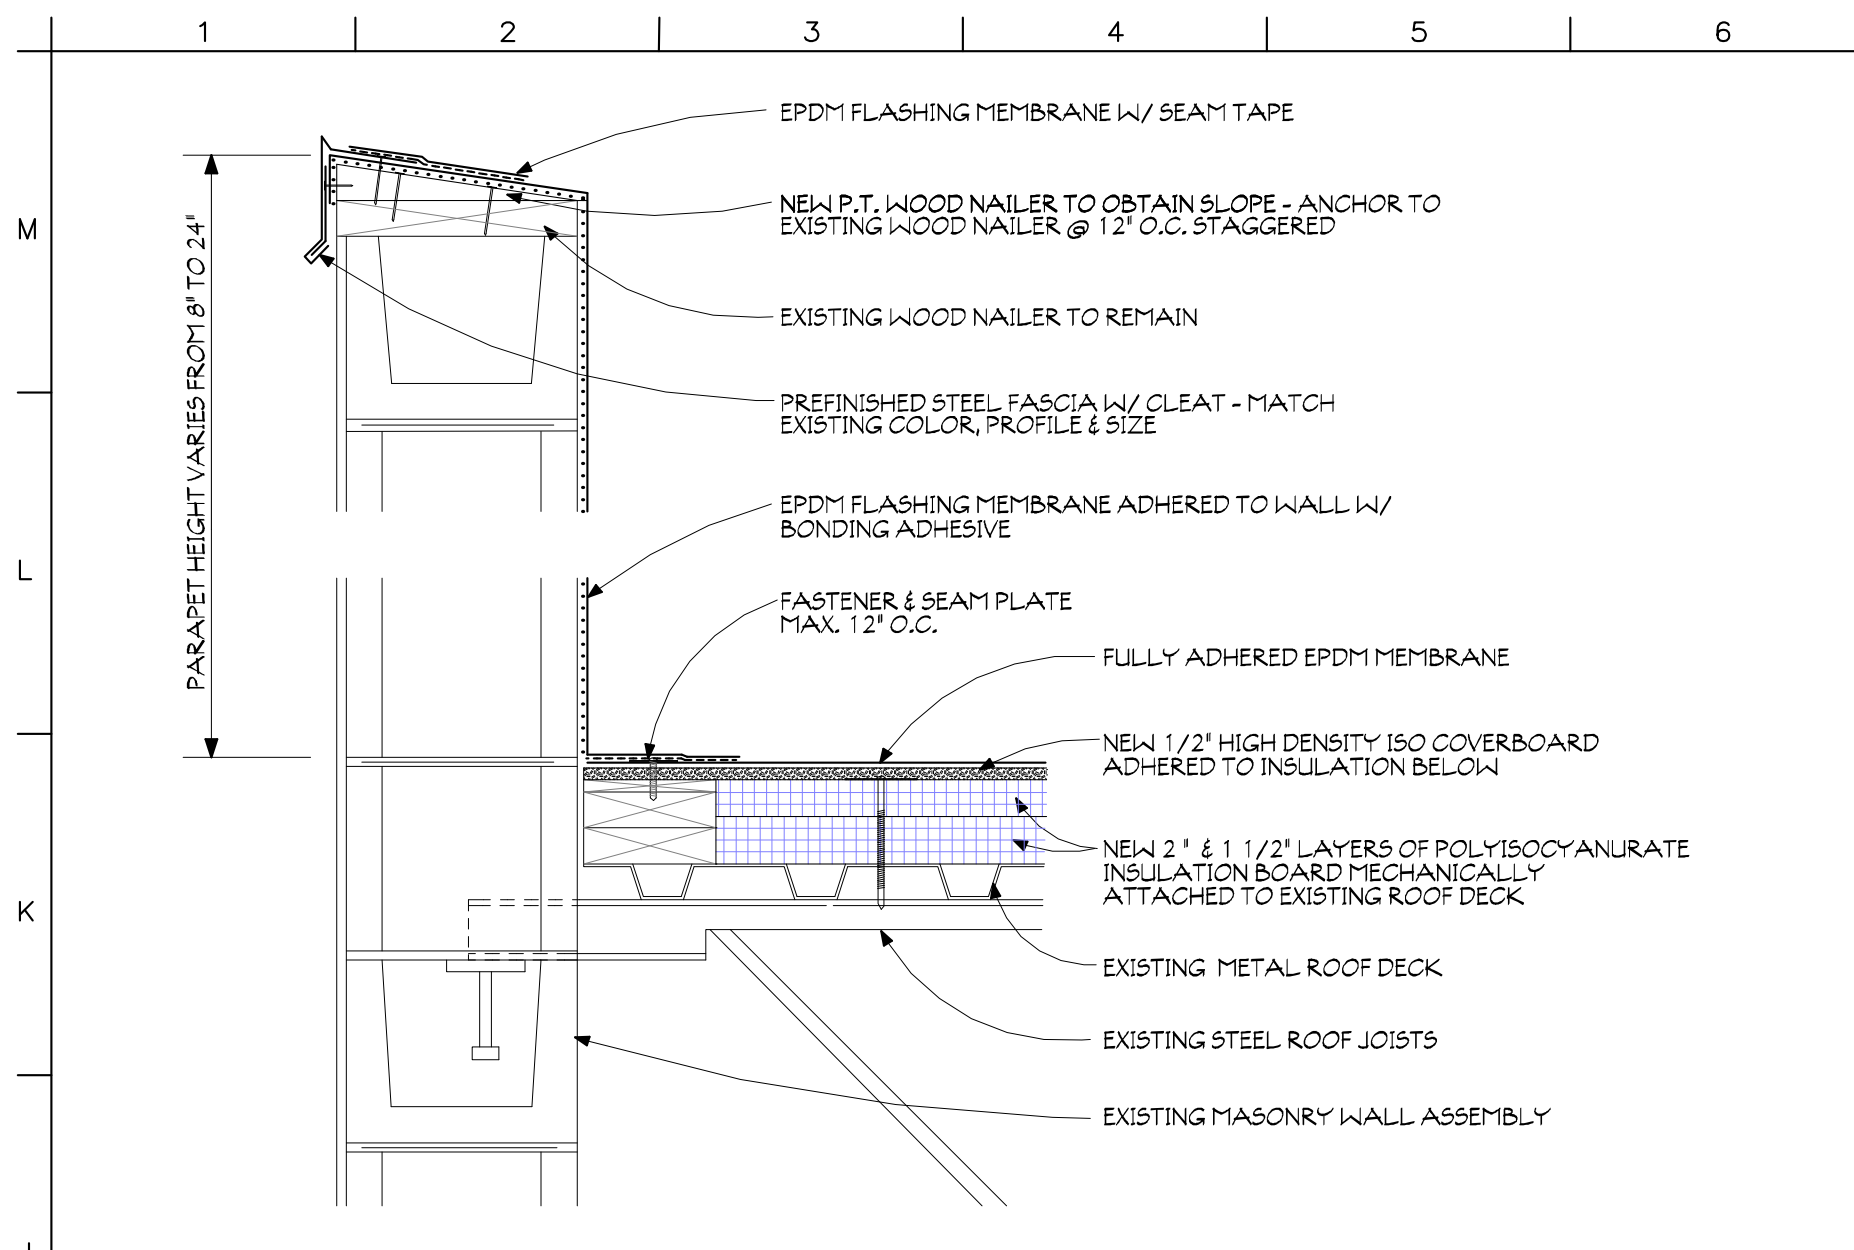 1 2 3 4 5 6
EPDM FLASHING MEMBRANE W/ SEAM TAPE
NEW P.T. WOOD NAILER TO OBTAIN SLOPE - ANCHOR TO
EXISTING WOOD NAILER @ 12" O.C. STAGGERED
M
EXISTING WOOD NAILER TO REMAIN
PREFINISHED STEEL FASCIA W/ CLEAT - MATCH
EXISTING COLOR, PROFILE & SIZE
PARAPET HEIGHT VARIES FROM 8" TO 24"
EPDM FLASHING MEMBRANE ADHERED TO WALL W/
BONDING ADHESIVE
L
FASTENER & SEAM PLATE
MAX. 12" O.C.
FULLY ADHERED EPDM MEMBRANE
NEW 1/2" HIGH DENSITY ISO COVERBOARD
ADHERED TO INSULATION BELOW
NEW 2 " & 1 1/2" LAYERS OF POLYISOCYANURATE
INSULATION BOARD MECHANICALLY
ATTACHED TO EXISTING ROOF DECK
K
EXISTING METAL ROOF DECK
EXISTING STEEL ROOF JOISTS
EXISTING MASONRY WALL ASSEMBLY